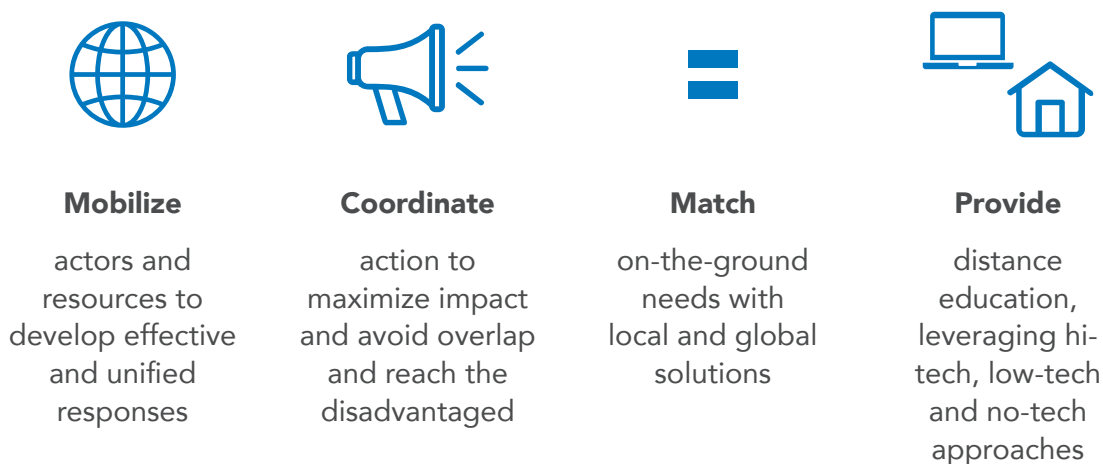 Mobilize
actors and
resources to
develop effective
and unified
responses
Coordinate
action to
maximize impact
and avoid overlap
and reach the
disadvantaged
Match
on-the-ground
needs with
local and global
solutions
Provide
distance
education,
leveraging hi-
tech, low-tech
and no-tech
approaches